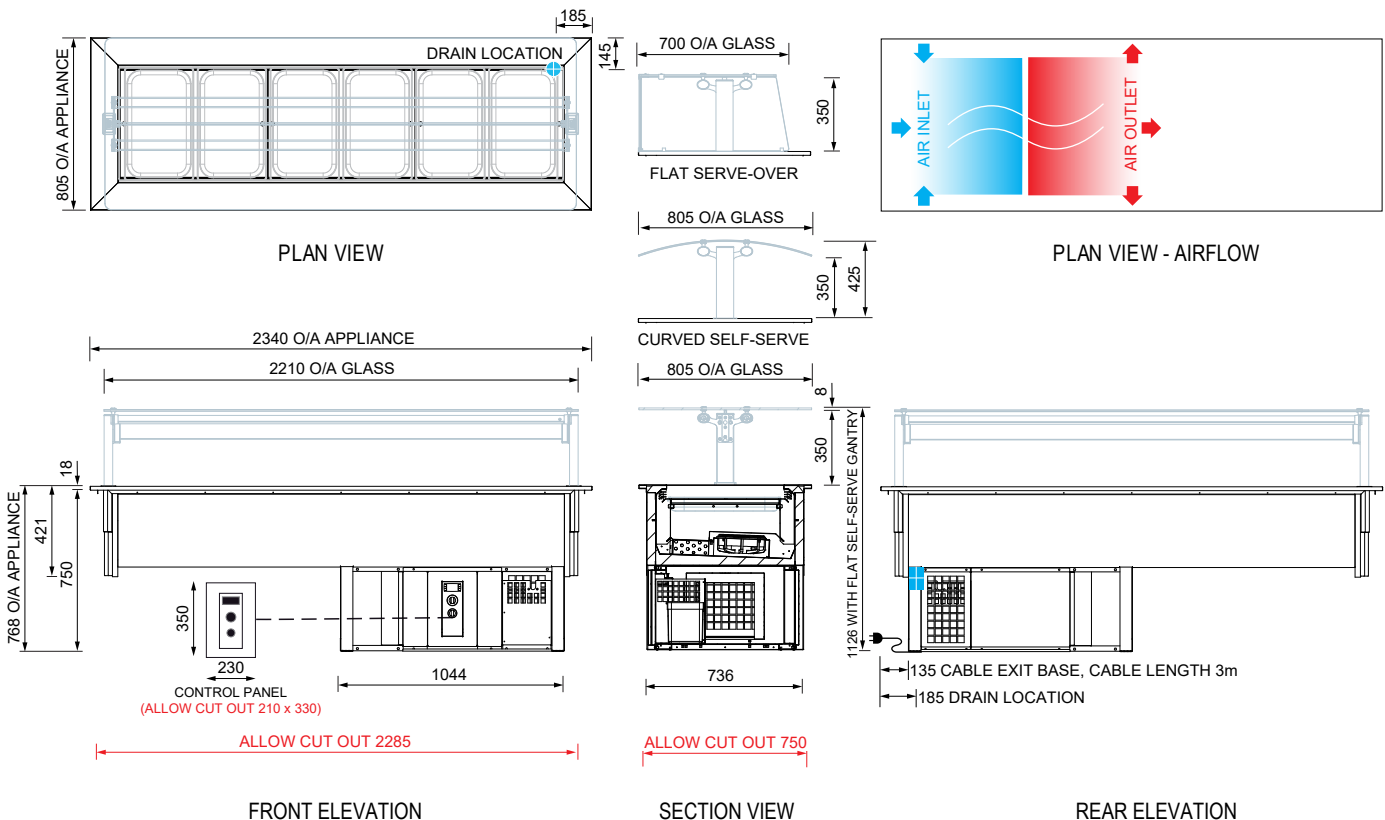 185
DRAIN LOCATION
145
805 O/A APPLIANCE
PLAN VIEW
700 O/A GLASS
350
FLAT SERVE-OVER
805 O/A GLASS
350
425
CURVED SELF-SERVE
AIR INLET
AIR OUTLET
PLAN VIEW - AIRFLOW
2340 O/A APPLIANCE
2210 O/A GLASS
18
768 O/A APPLIANCE
421
750
350
230
CONTROL PANEL
(ALLOW CUT OUT 210 x 330)
1044
ALLOW CUT OUT 2285
FRONT ELEVATION
805 O/A GLASS
8
350
1126 WITH FLAT SELF-SERVE GANTRY
736
ALLOW CUT OUT 750
SECTION VIEW
135 CABLE EXIT BASE, CABLE LENGTH 3m
185 DRAIN LOCATION
REAR ELEVATION